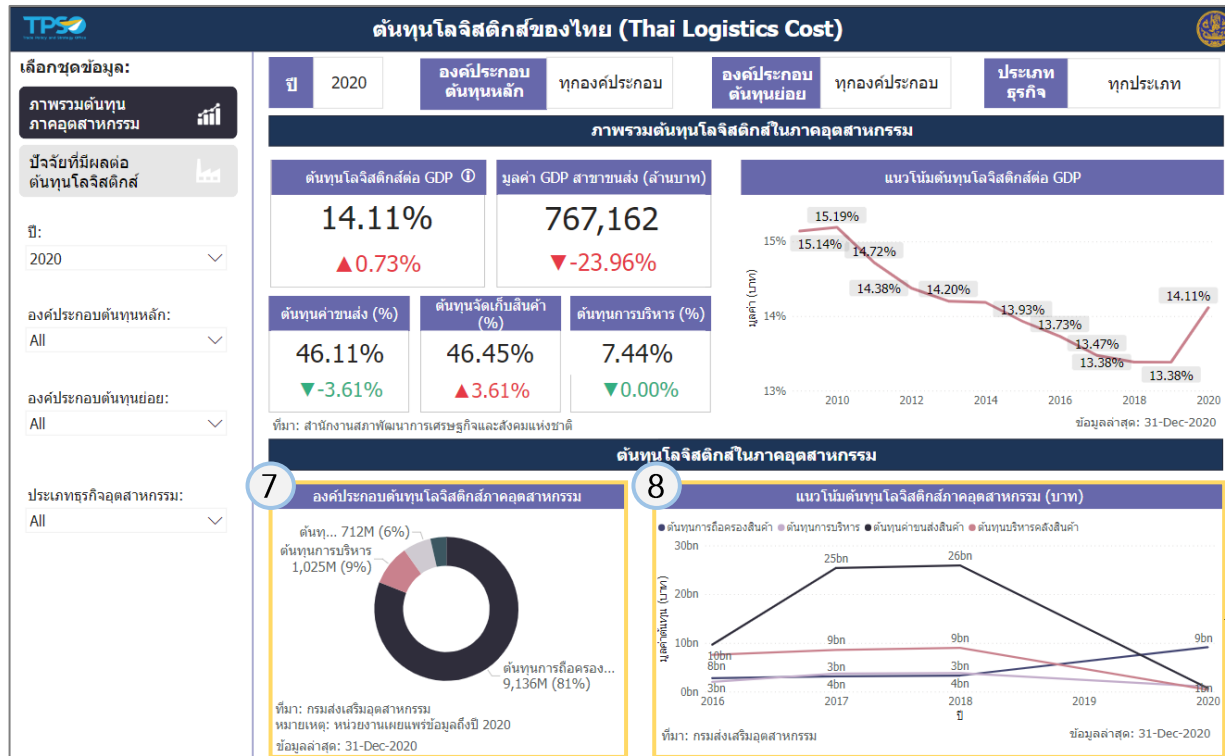 TPSO
ต้นทุนโลจิสติกส์ของไทย (Thai Logistics Cost)
เลือกชุดข้อมูล:
ภาพรวมต้นทุน
ภาคอุตสาหกรรม
ปัจจัยที่มีผลต่อ
ต้นทุนโลจิสติกส์
ปี:
2020
องค์ประกอบต้นทุนหลัก:
All
องค์ประกอบต้นทุนย่อย:
All
ประเภทธุรกิจอุตสาหกรรม:
All
ปี
2020
องค์ประกอบ
ต้นทุนหลัก
ทุกองค์ประกอบ
องค์ประกอบ
ต้นทุนย่อย
ทุกองค์ประกอบ
ประเภท
ธุรกิจ
ทุกประเภท
ภาพรวมต้นทุนโลจิสติกส์ในภาคอุตสาหกรรม
ต้นทุนโลจิสติกส์ต่อ GDP
14.11%
▲0.73%
มูลค่า GDP สาขาขนส่ง (ล้านบาท)
767,162
▼-23.96%
ต้นทุนค่าขนส่ง (%)
46.11%
▼-3.61%
ต้นทุนจัดเก็บสินค้า
(%)
46.45%
▲3.61%
ต้นทุนการบริหาร (%)
7.44%
▼0.00%
ที่มา: สำนักงานสภาพัฒนาการเศรษฐกิจและสังคมแห่งชาติ
แนวโน้มต้นทุนโลจิสติกส์ต่อ GDP
มูลค่า (บาท)
15%
14%
13%
15.14%
15.19%
14.72%
14.38%
14.20%
13.93%
13.73%
13.47%
13.38%
13.38%
14.11%
2010
2012
2014
2016
2018
2020
ข้อมูลล่าสุด: 31-Dec-2020
ต้นทุนโลจิสติกส์ในภาคอุตสาหกรรม
7
องค์ประกอบต้นทุนโลจิสติกส์ภาคอุตสาหกรรม
ต้นทุ... 712M (6%)
ต้นทุนการบริหาร
1,025M (9%)
ต้นทุนการถือครอง...
9,136M (81%)
ที่มา: กรมส่งเสริมอุตสาหกรรม
หมายเหตุ: หน่วยงานเผยแพร่ข้อมูลถึงปี 2020
ข้อมูลล่าสุด: 31-Dec-2020
8
แนวโน้มต้นทุนโลจิสติกส์ภาคอุตสาหกรรม (บาท)
ต้นทุนการถือครองสินค้า ต้นทุนการบริหาร ต้นทุนค่าขนส่งสินค้า ต้นทุนบริหารคลังสินค้า
มูลค่าต้นทุน (บาท)
30bn
20bn
10bn
0bn
25bn
26bn
10bn
9bn
9bn
9bn
8bn
3bn
3bn
3bn
4bn
4bn
1bn
2016
2017
2018
2019
2020
ปี
ที่มา: กรมส่งเสริมอุตสาหกรรม
ข้อมูลล่าสุด: 31-Dec-2020